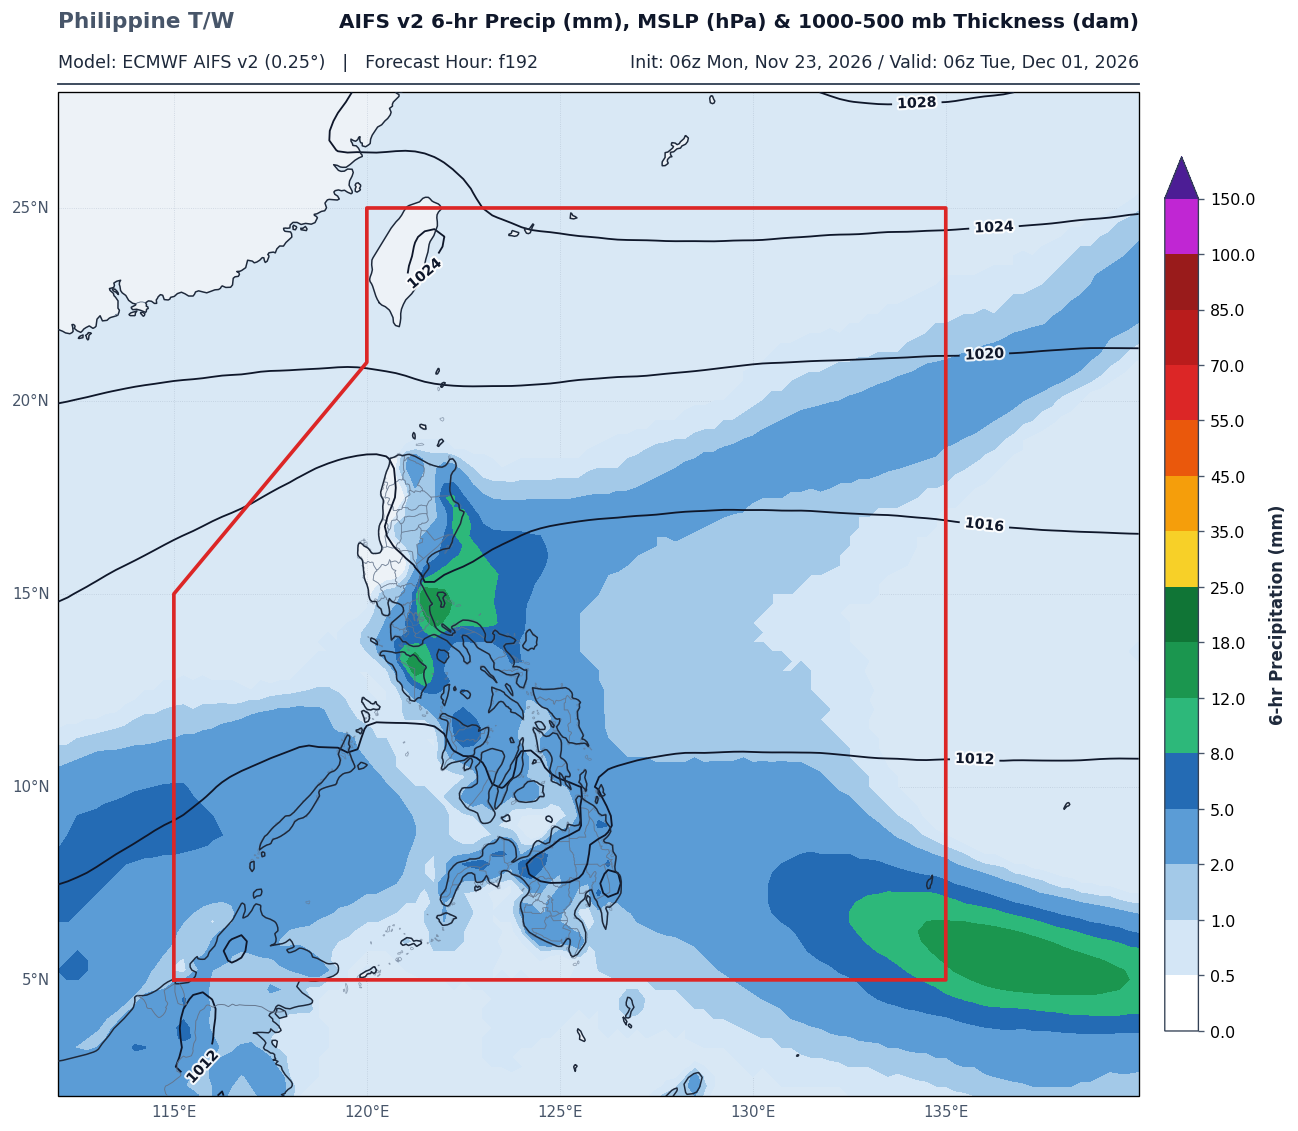 Philippine T/W
AIFS v2 6-hr Precip (mm), MSLP (hPa) & 1000-500 mb Thickness (dam)
Model: ECMWF AIFS v2 (0.25°) | Forecast Hour: f192
Init: 06z Mon, Nov 23, 2026 / Valid: 06z Tue, Dec 01, 2026
1028
1024
1024
1020
1016
1012
1012
25°N
20°N
15°N
10°N
5°N
115°E
120°E
125°E
130°E
135°E
150.0
100.0
85.0
70.0
55.0
45.0
35.0
25.0
18.0
12.0
8.0
5.0
2.0
1.0
0.5
0.0
6-hr Precipitation (mm)